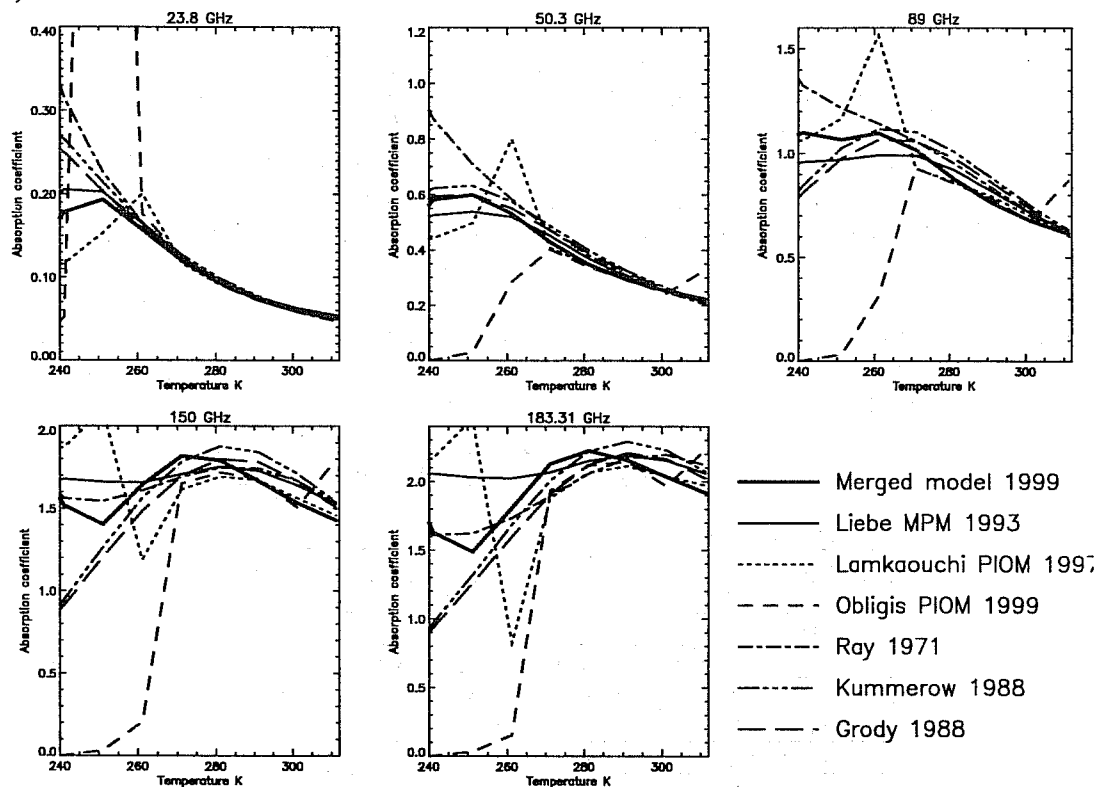 23.8 GHz
50.3 GHz
89 GHz
0.40
0.30
0.20
0.10
0.00
Absorption coefficient
240
260
280
300
Temperature K
1.2
1.0
0.8
0.6
0.4
0.2
0.0
Absorption coefficient
240
260
280
300
Temperature K
1.5
1.0
0.5
0.0
Absorption coefficient
240
260
280
300
Temperature K
150 GHz
183.31 GHz
2.0
1.5
1.0
0.5
0.0
Absorption coefficient
240
260
280
300
Temperature K
2.0
1.5
1.0
0.5
0.0
Absorption coefficient
240
260
280
300
Temperature K
Merged model 1999
Liebe MPM 1993
Lamkaouchi PIOM 1997
Obligis PIOM 1999
Ray 1971
Kummerow 1988
Grody 1988